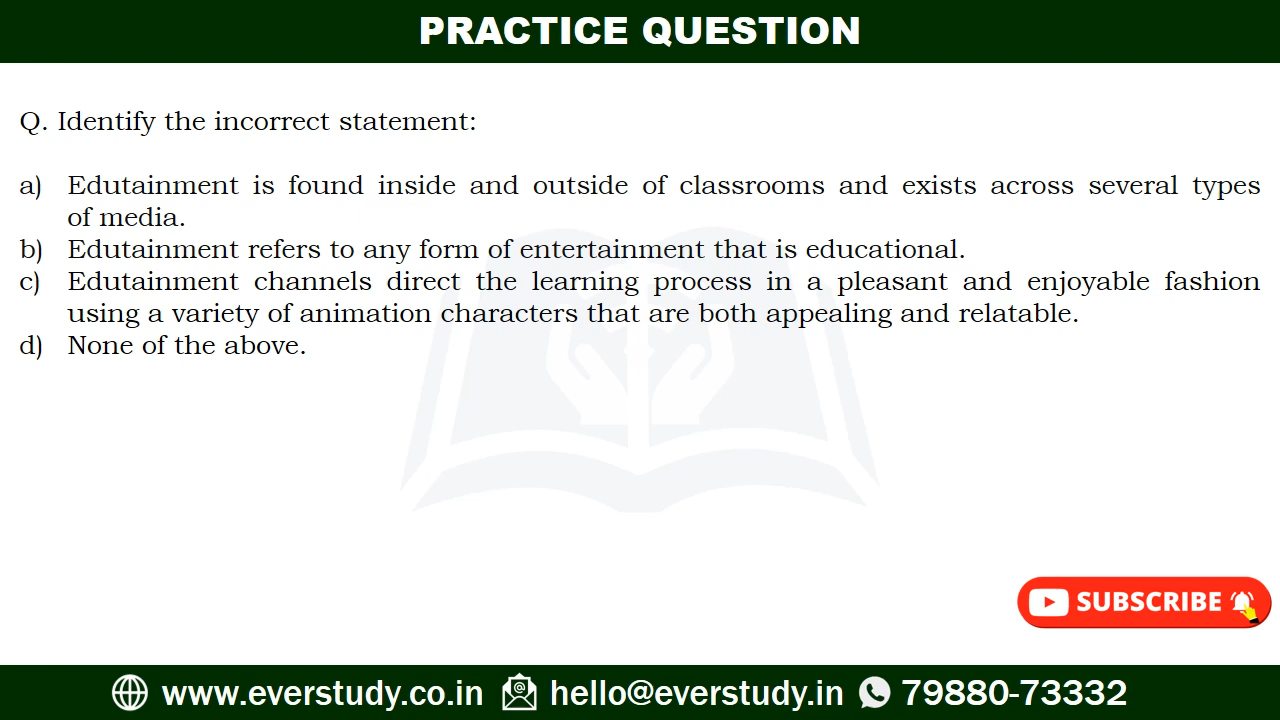 PRACTICE QUESTION
Q. Identify the incorrect statement:
a) Edutainment is found inside and outside of classrooms and exists across several types
of media.
b) Edutainment refers to any form of entertainment that is educational.
c) Edutainment channels direct the learning process in a pleasant and enjoyable fashion
using a variety of animation characters that are both appealing and relatable.
d) None of the above.
SUBSCRIBE
www.everstudy.co.in hello@everstudy.in 79880-73332